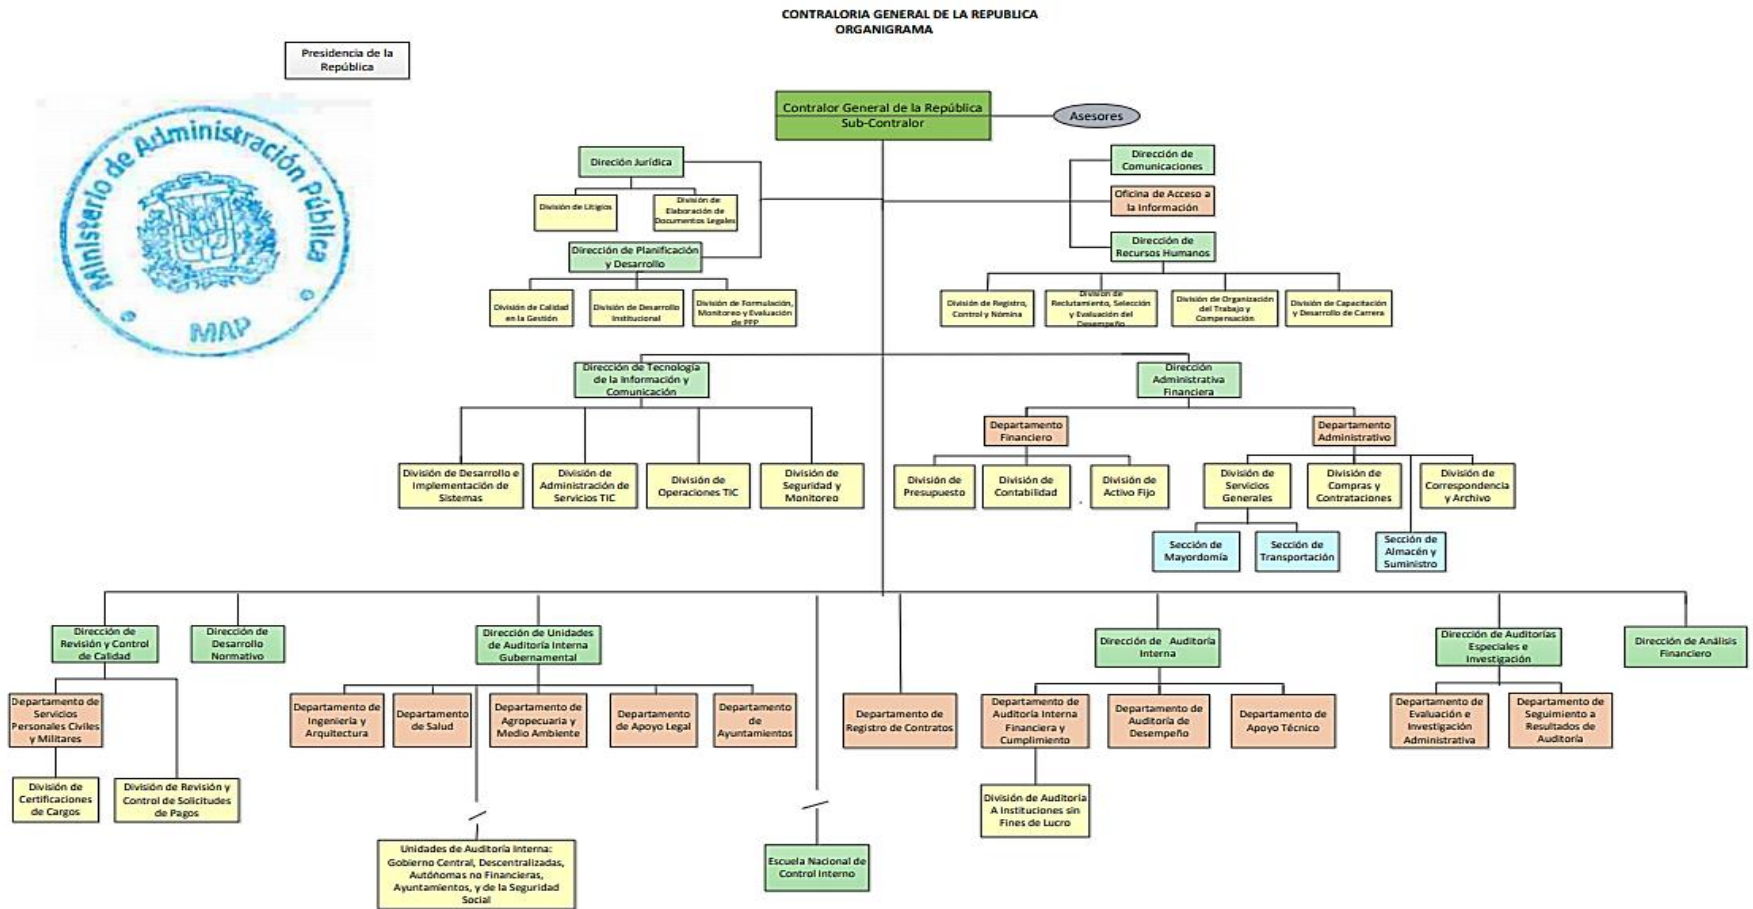 CONTRALORIA GENERAL DE LA REPUBLICA
ORGANIGRAMA
Presidencia de la
República
Ministerio de Administración Pública
MAP
Contralor General de la República
Sub-Contralor
Asesores
Direción Jurídica
División de Litigios
División de
Elaboración de
Documentos Legales
Dirección de Planificación
y Desarrollo
División de Calidad
en la Gestión
División de Desarrollo
Institucional
División de Formulación,
Monitoreo y Evaluación
de PPP
Dirección de
Comunicaciones
Oficina de Acceso a
la Información
Dirección de
Recursos Humanos
División de Registro,
Control y Nómina
División de
Reclutamiento, Selección
y Evaluación del
Desempeño
División de Organización
del Trabajo y
Compensación
División de Capacitación
y Desarrollo de Carrera
Dirección de Tecnología
de la Información y
Comunicación
División de Desarrollo e
Implementación de
Sistemas
División de
Administración de
Servicios TIC
División de
Operaciones TIC
División de
Seguridad y
Monitoreo
Dirección
Administrativa
Financiera
Departamento
Financiero
Departamento
Administrativo
División de
Presupuesto
División de
Contabilidad
División de
Activo Fijo
División de
Servicios
Generales
División de
Compras y
Contrataciones
División de
Correspondencia
y Archivo
Sección de
Mayordomía
Sección de
Transportación
Sección de
Almacén y
Suministro
Dirección de
Revisión y Control
de Calidad
Dirección de
Desarrollo
Normativo
Dirección de Unidades
de Auditoría Interna
Gubernamental
Dirección de Auditoría
Interna
Dirección de Auditorías
Especiales e
Investigación
Dirección de Análisis
Financiero
Departamento de
Servicios
Personales Civiles
y Militares
Departamento de
Ingeniería y
Arquitectura
Departamento
de Salud
Departamento de
Agropecuaria y
Medio Ambiente
Departamento
de Apoyo Legal
Departamento
de
Ayuntamientos
Departamento de
Registro de Contratos
Departamento de
Auditoría Interna
Financiera y
Cumplimiento
Departamento
de Auditoría de
Desempeño
Departamento de
Apoyo Técnico
Departamento de
Evaluación e
Investigación
Administrativa
Departamento de
Seguimiento a
Resultados de
Auditoría
División de
Certificaciones
de Cargos
División de Revisión y
Control de Solicitudes
de Pagos
División de Auditoría
A Instituciones sin
Fines de Lucro
Unidades de Auditoría Interna:
Gobierno Central, Descentralizadas,
Autónomas no Financieras,
Ayuntamientos, y de la Seguridad
Social
Escuela Nacional de
Control Interno